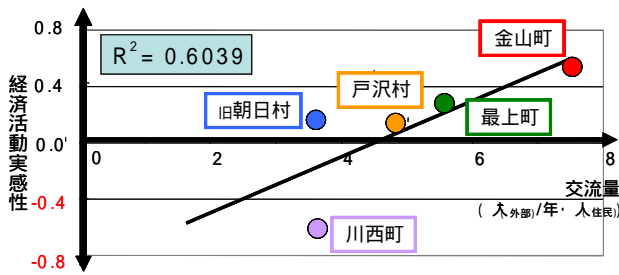 0.8
金山町
R² = 0.6039
戸沢村
0.4
旧朝日村
最上町
経済活動実感性
0.0
0 2 4 6 8
交流量
-0.4
(人外部)/年・人住民))
川西町
-0.8